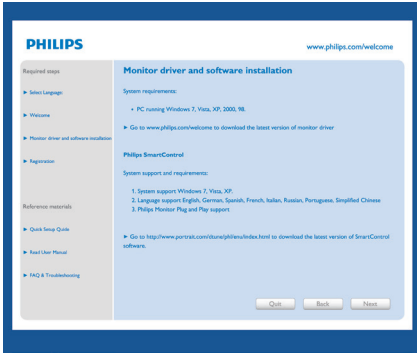 PHILIPS
www.philips.com/welcome
Required steps
► Select Language
► Welcome
► Monitor driver and software installation
► Registration
Reference materials
► Quick Setup Quide
► Read User Manual
► FAQ & Troubleshooting
Monitor driver and software installation
System requirements:
• PC running Windows 7, Vista, XP, 2000, 98.
► Go to www.philips.com/welcome to download the latest version of monitor driver
Philips SmartControl
System support and requirements:
1. System support Windows 7, Vista, XP.
2. Language support English, German, Spanish, French, Italian, Russian, Portuguese, Simplified Chinese
3. Philips Monitor Plug and Play support
► Go to http://www.portrait.com/dtune/phl/enu/index.html to download the latest version of SmartControl
software.
Quit
Back
Next